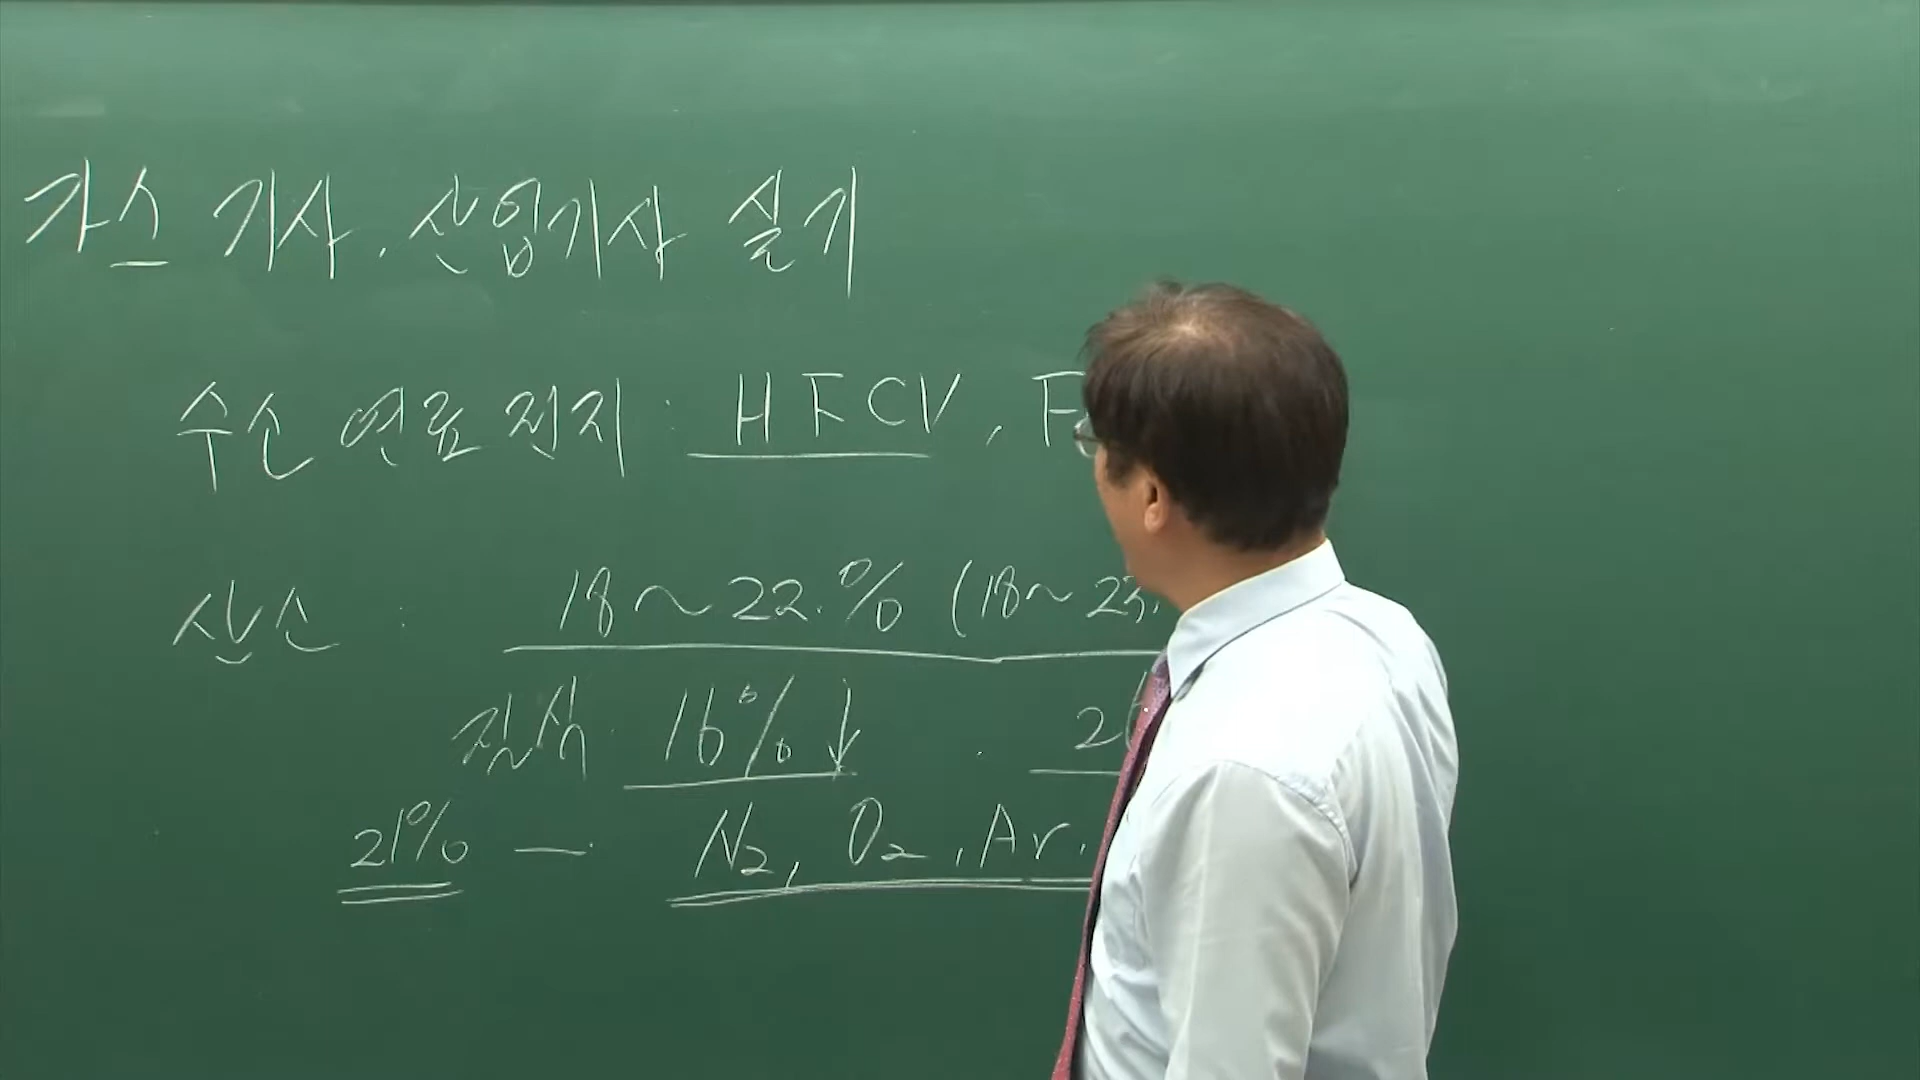 가스 기사. 산업기사 실기
수소 연료 전지 : HFCV, F
산소 : 18~22.% (18~23.
질식 16%↓ . 2
21% — N₂, O₂, Ar.